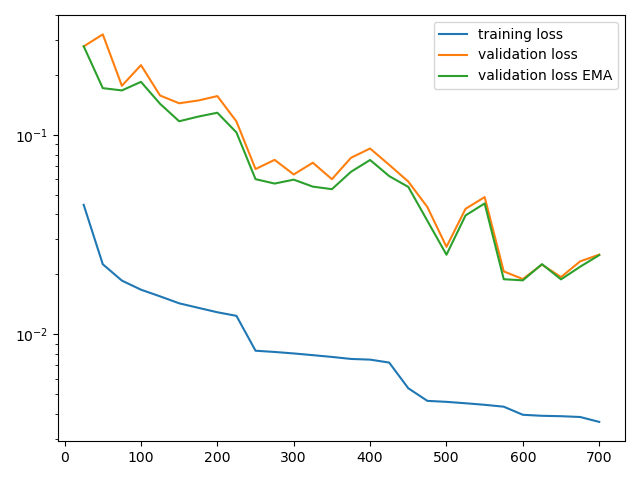 training loss
validation loss
validation loss EMA
10⁻¹
10⁻²
0 100 200 300 400 500 600 700